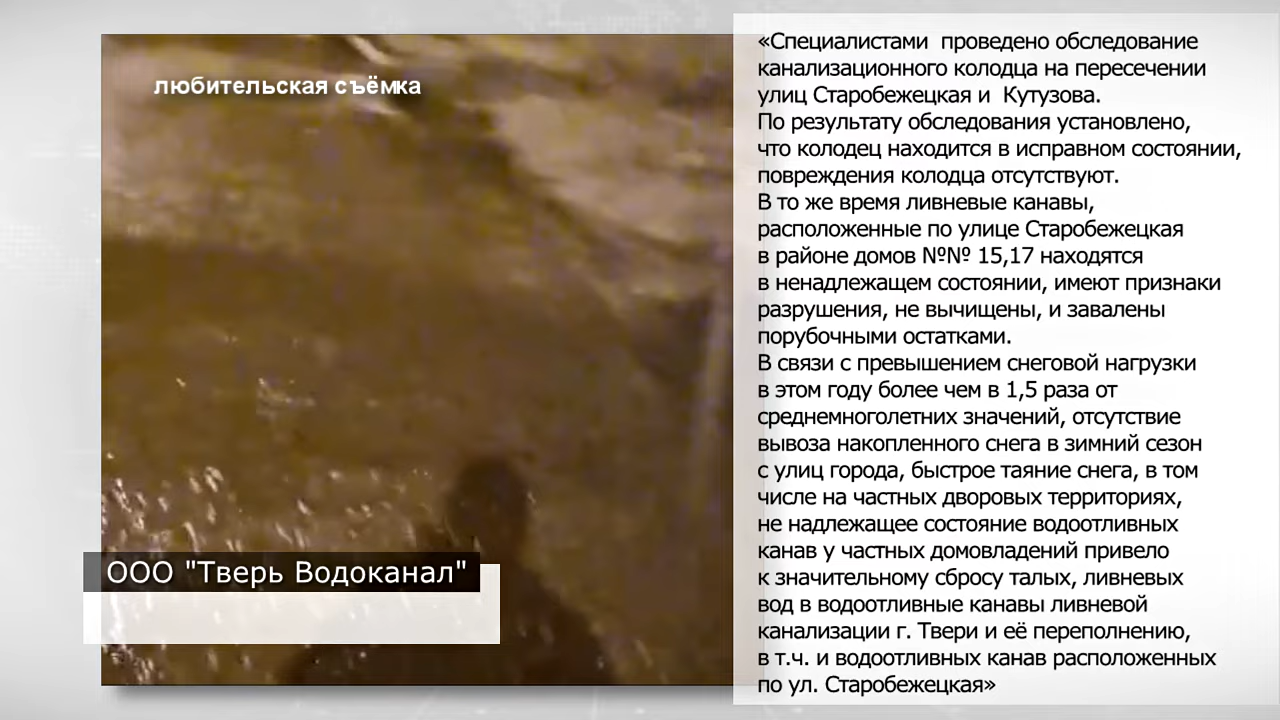 любительская съёмка
ООО "Тверь Водоканал"
«Специалистами проведено обследование
канализационного колодца на пересечении
улиц Старобежецкая и Кутузова.
По результату обследования установлено,
что колодец находится в исправном состоянии,
повреждения колодца отсутствуют.
В то же время ливневые канавы,
расположенные по улице Старобежецкая
в районе домов №№ 15,17 находятся
в ненадлежащем состоянии, имеют признаки
разрушения, не вычищены, и завалены
порубочными остатками.
В связи с превышением снеговой нагрузки
в этом году более чем в 1,5 раза от
среднемноголетних значений, отсутствие
вывоза накопленного снега в зимний сезон
с улиц города, быстрое таяние снега, в том
числе на частных дворовых территориях,
не надлежащее состояние водоотливных
канав у частных домовладений привело
к значительному сбросу талых, ливневых
вод в водоотливные канавы ливневой
канализации г. Твери и её переполнению,
в т.ч. и водоотливных канав расположенных
по ул. Старобежецкая»